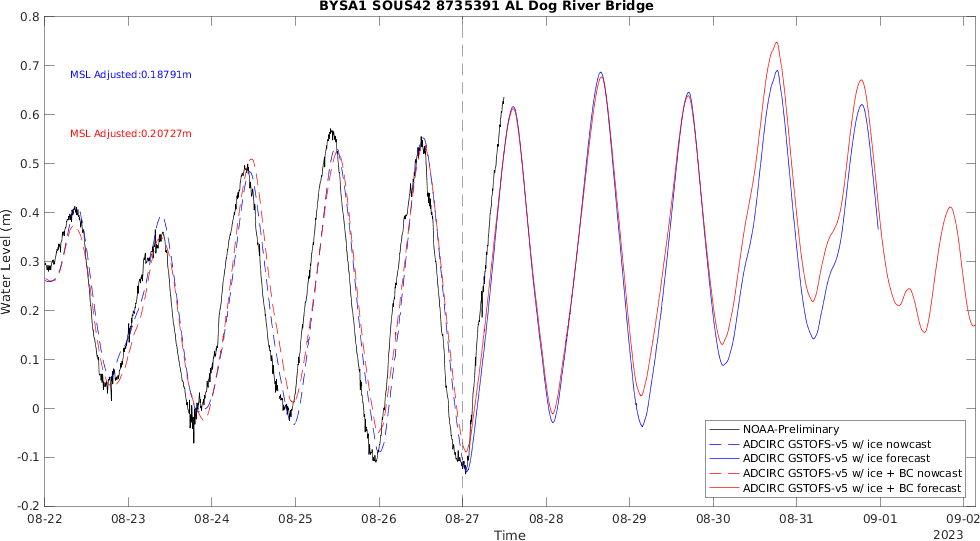 BYSA1 SOUS42 8735391 AL Dog River Bridge
0.8
0.7
0.6
0.5
0.4
0.3
0.2
0.1
0
-0.1
-0.2
Water Level (m)
MSL Adjusted:0.18791m
MSL Adjusted:0.20727m
NOAA-Preliminary
ADCIRC GSTOFS-v5 w/ ice nowcast
ADCIRC GSTOFS-v5 w/ ice forecast
ADCIRC GSTOFS-v5 w/ ice + BC nowcast
ADCIRC GSTOFS-v5 w/ ice + BC forecast
08-22 08-23 08-24 08-25 08-26 08-27 08-28 08-29 08-30 08-31 09-01 09-02
Time
2023